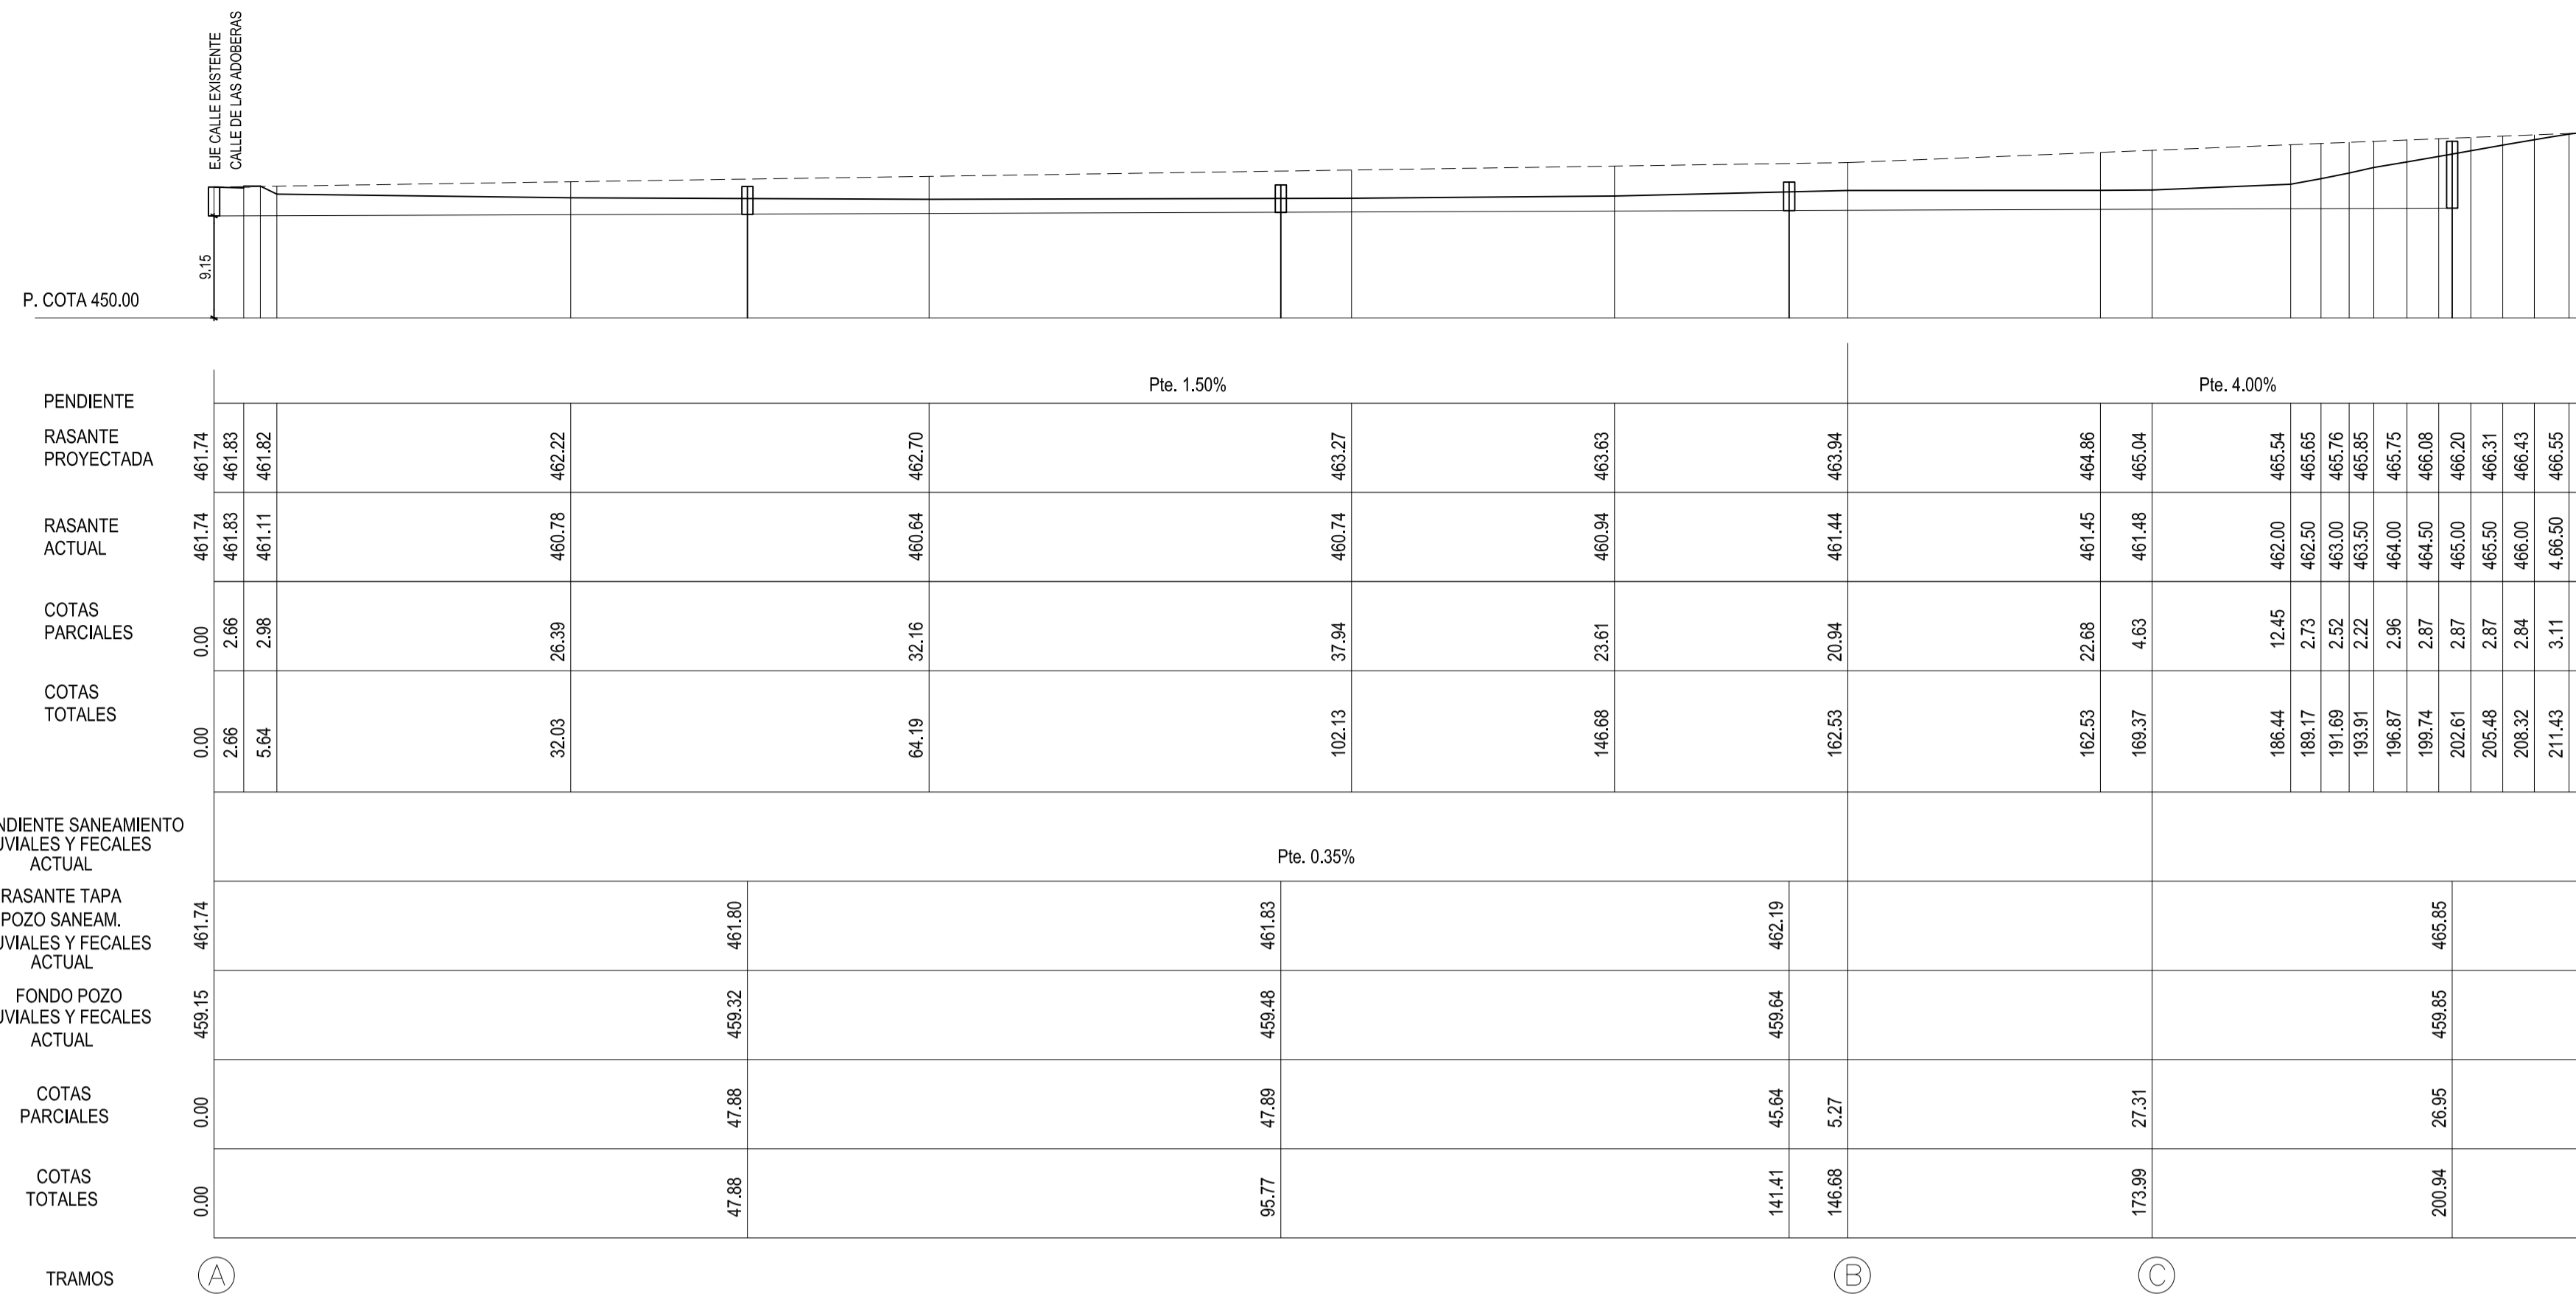 EJE CALLE EXISTENTE
CALLE DE LAS ADOBERAS
9.15
P. COTA 450.00
Pte. 1.50%
Pte. 4.00%
PENDIENTE
RASANTE
PROYECTADA
461.74 461.83 461.82 462.22 462.70 463.27 463.63 463.94 464.86 465.04 465.54 465.65 465.76 465.85 465.75 466.08 466.20 466.31 466.43 466.55
RASANTE
ACTUAL
461.74 461.83 461.11 460.78 460.64 460.74 460.94 461.44 461.45 461.48 462.00 462.50 463.00 463.50 464.00 464.50 465.00 465.50 466.00 4.66.50
COTAS
PARCIALES
0.00 2.66 2.98 26.39 32.16 37.94 23.61 20.94 22.68 4.63 12.45 2.73 2.52 2.22 2.96 2.87 2.87 2.87 2.84 3.11
COTAS
TOTALES
0.00 2.66 5.64 32.03 64.19 102.13 146.68 162.53 162.53 169.37 186.44 189.17 191.69 193.91 196.87 199.74 202.61 205.48 208.32 211.43
NDIENTE SANEAMIENTO
UVIALES Y FECALES
ACTUAL
Pte. 0.35%
RASANTE TAPA
POZO SANEAM.
UVIALES Y FECALES
ACTUAL
461.74 461.80 461.83 462.19 465.85
FONDO POZO
UVIALES Y FECALES
ACTUAL
459.15 459.32 459.48 459.64 459.85
COTAS
PARCIALES
0.00 47.88 47.89 45.64 5.27 27.31 26.95
COTAS
TOTALES
0.00 47.88 95.77 141.41 146.68 173.99 200.94
TRAMOS
A B C